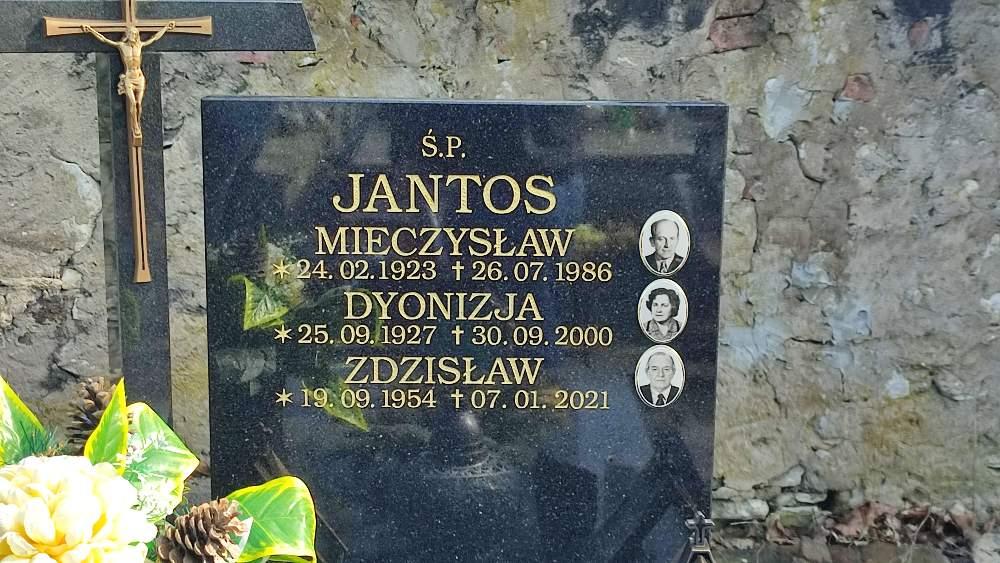 Ś.P.
JANTOS
MIECZYSŁAW
✶ 24. 02. 1923 ✝ 26. 07. 1986
DYONIZJA
✶ 25. 09. 1927 ✝ 30. 09. 2000
ZDZISŁAW
✶ 19. 09. 1954 ✝ 07. 01. 2021